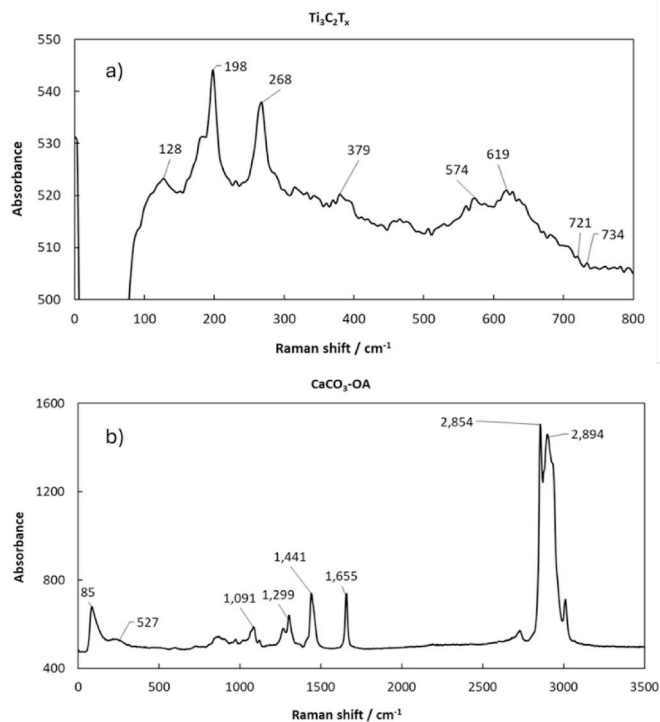 Ti₃C₂Tₓ
a)
550
540
530
520
510
500
128
198
268
379
574
619
721
734
0 100 200 300 400 500 600 700 800
Absorbance
Raman shift / cm⁻¹
CaCO₃-OA
b)
1600
1200
800
400
85
527
1,091
1,299
1,441
1,655
2,854
2,894
0 500 1000 1500 2000 2500 3000 3500
Absorbance
Raman shift / cm⁻¹